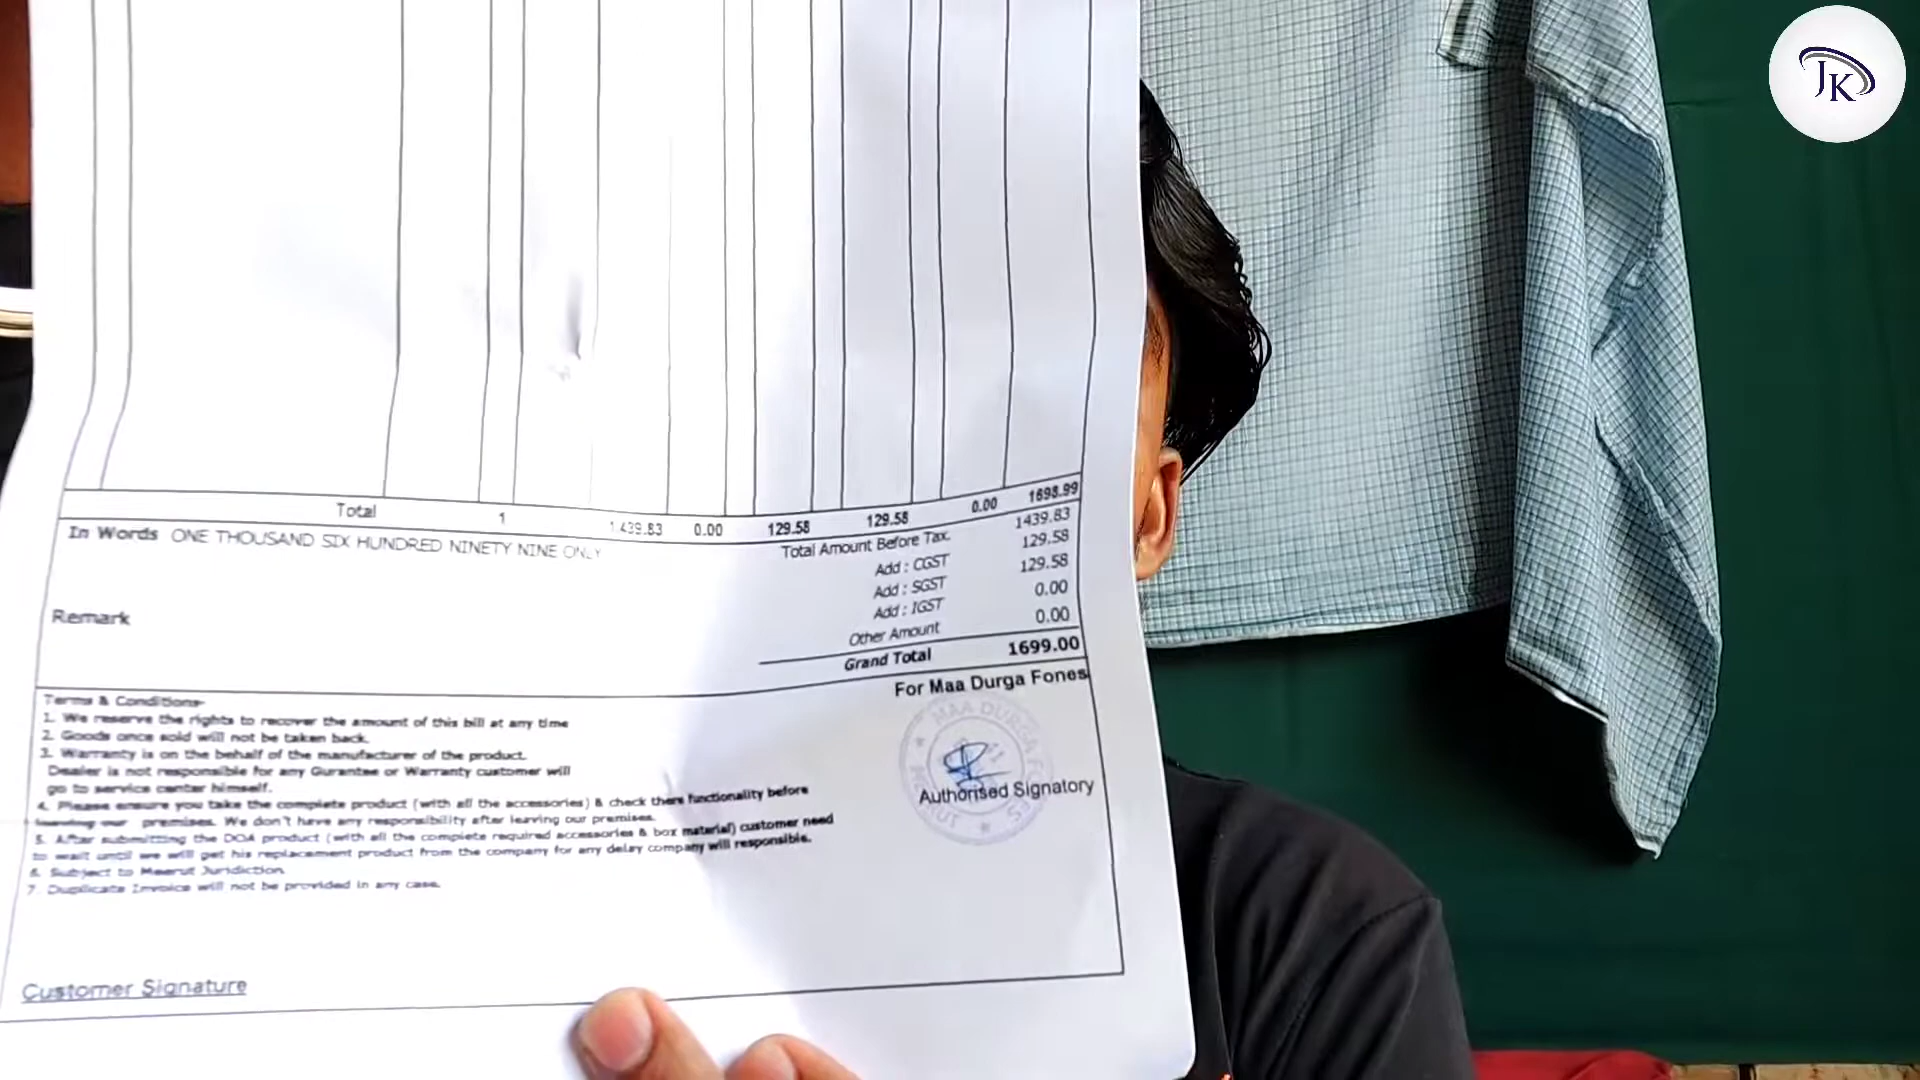 JK
Total 1 1439.83 0.00 129.58 129.58 0.00 1698.99
In Words ONE THOUSAND SIX HUNDRED NINETY NINE ONLY
Total Amount Before Tax. 1439.83
Add : CGST 129.58
Add : SGST 129.58
Add : IGST 0.00
Other Amount 0.00
Grand Total 1699.00
Remark
For Maa Durga Fones
MAA DURGA FONES
Authorised Signatory
Terms & Conditions-
1. We reserve the rights to recover the amount of this bill at any time
2. Goods once sold will not be taken back.
3. Warranty is on the behalf of the manufacturer of the product.
Dealer is not responsible for any Gurantee or Warranty customer will
go to service center himself.
4. Please ensure you take the complete product (with all the accessories) & check there functionality before
leaving our premises. We don't have any responsibility after leaving our premises.
5. After submitting the DOA product (with all the complete required accessories & box material) customer need
to wait until we will get his replacement product from the company for any delay company will responsible.
6. Subject to Meerut Juridiction
7. Duplicate Invoice will not be provided in any case.
Customer Signature